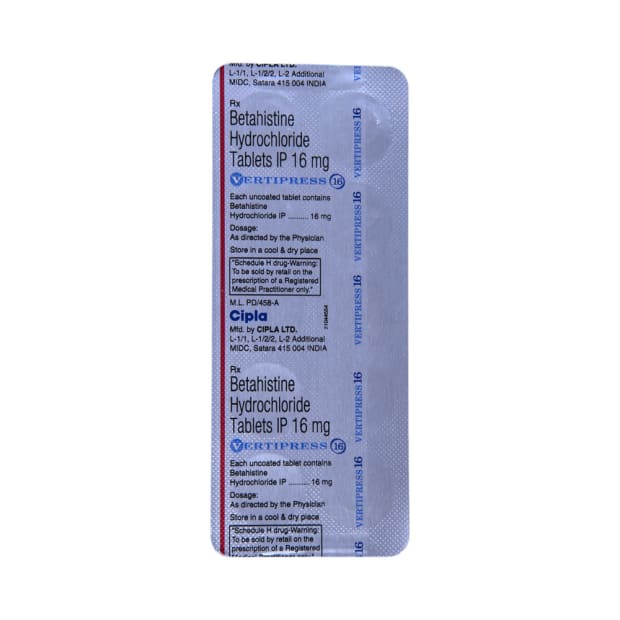 Mfd. by CIPLA LTD.
L-1/1, L-1/2/2, L-2 Additional
MIDC, Satara 415 004 INDIA
Rx
Betahistine
Hydrochloride
Tablets IP 16 mg
VERTIPRESS 16
Each uncoated tablet contains
Betahistine
Hydrochloride IP .......... 16 mg
Dosage:
As directed by the Physician
Store in a cool & dry place
"Schedule H drug-Warning:
To be sold by retail on the
prescription of a Registered
Medical Practitioner only."
M.L. PD/458-A
Cipla
Mfd. by CIPLA LTD.
L-1/1, L-1/2/2, L-2 Additional
MIDC, Satara 415 004 INDIA
Rx
Betahistine
Hydrochloride
Tablets IP 16 mg
VERTIPRESS 16
Each uncoated tablet contains
Betahistine
Hydrochloride IP .......... 16 mg
Dosage:
As directed by the Physician
Store in a cool & dry place
"Schedule H drug-Warning:
To be sold by retail on the
prescription of a Registered
Medical Practitioner only."
VERTIPRESS 16
VERTIPRESS 16
VERTIPRESS 16
VERTIPRESS 16
VERTIPRESS 16
16